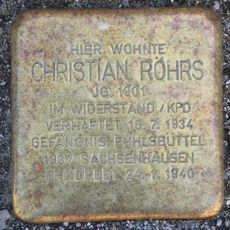 HIER WOHNTE
CHRISTIAN RÖHRS
JG. 1901
IM WIDERSTAND / KPD
VERHAFTET 16.7.1934
GEFÄNGNIS FUHLSBÜTTEL
1937 SACHSENHAUSEN
ERMORDET 24.1.1940